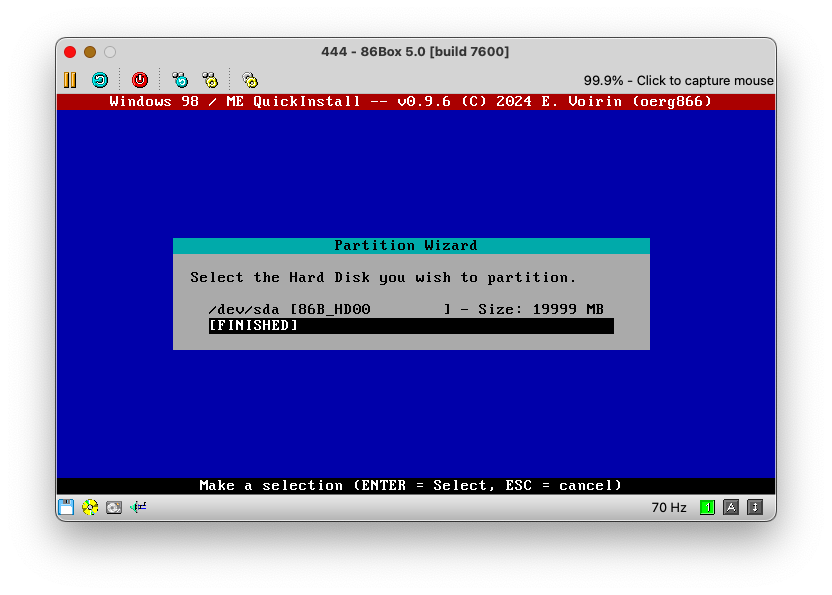 444 - 86Box 5.0 [build 7600]
99.9% - Click to capture mouse
Windows 98 / ME QuickInstall -- v0.9.6 (C) 2024 E. Voirin (oerg866)
Partition Wizard
Select the Hard Disk you wish to partition.
/dev/sda [86B_HD00        ] - Size: 19999 MB
[FINISHED]
Make a selection (ENTER = Select, ESC = cancel)
70 Hz